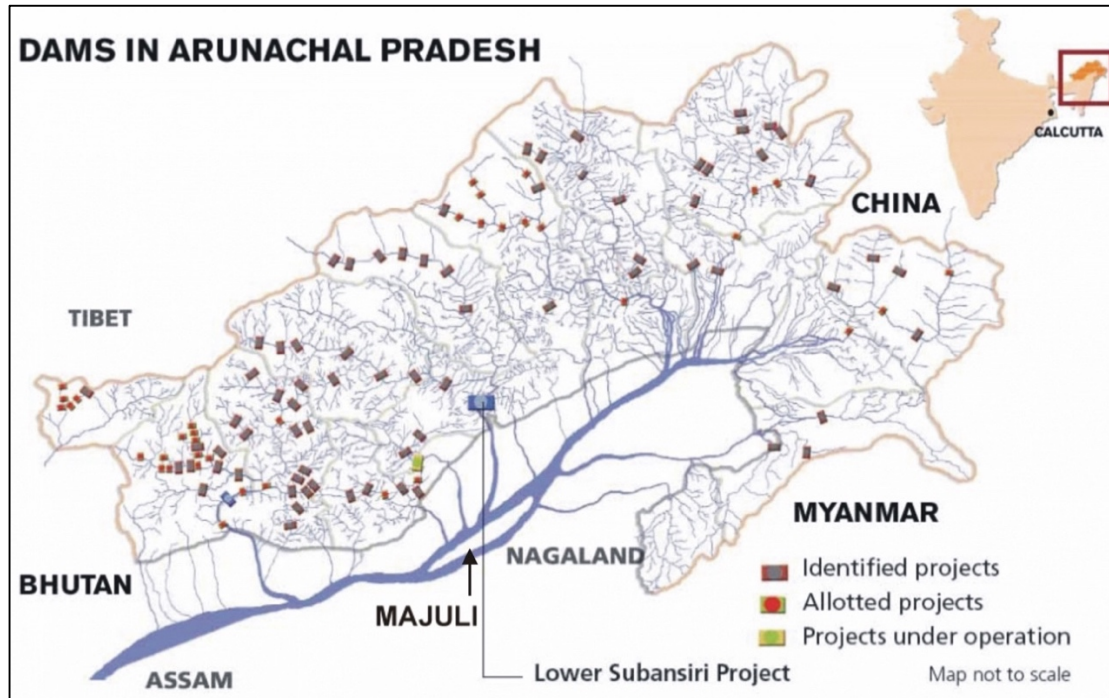 DAMS IN ARUNACHAL PRADESH
CALCUTTA
CHINA
TIBET
MYANMAR
NAGALAND
BHUTAN
MAJULI
Identified projects
Allotted projects
Projects under operation
Lower Subansiri Project
Map not to scale
ASSAM